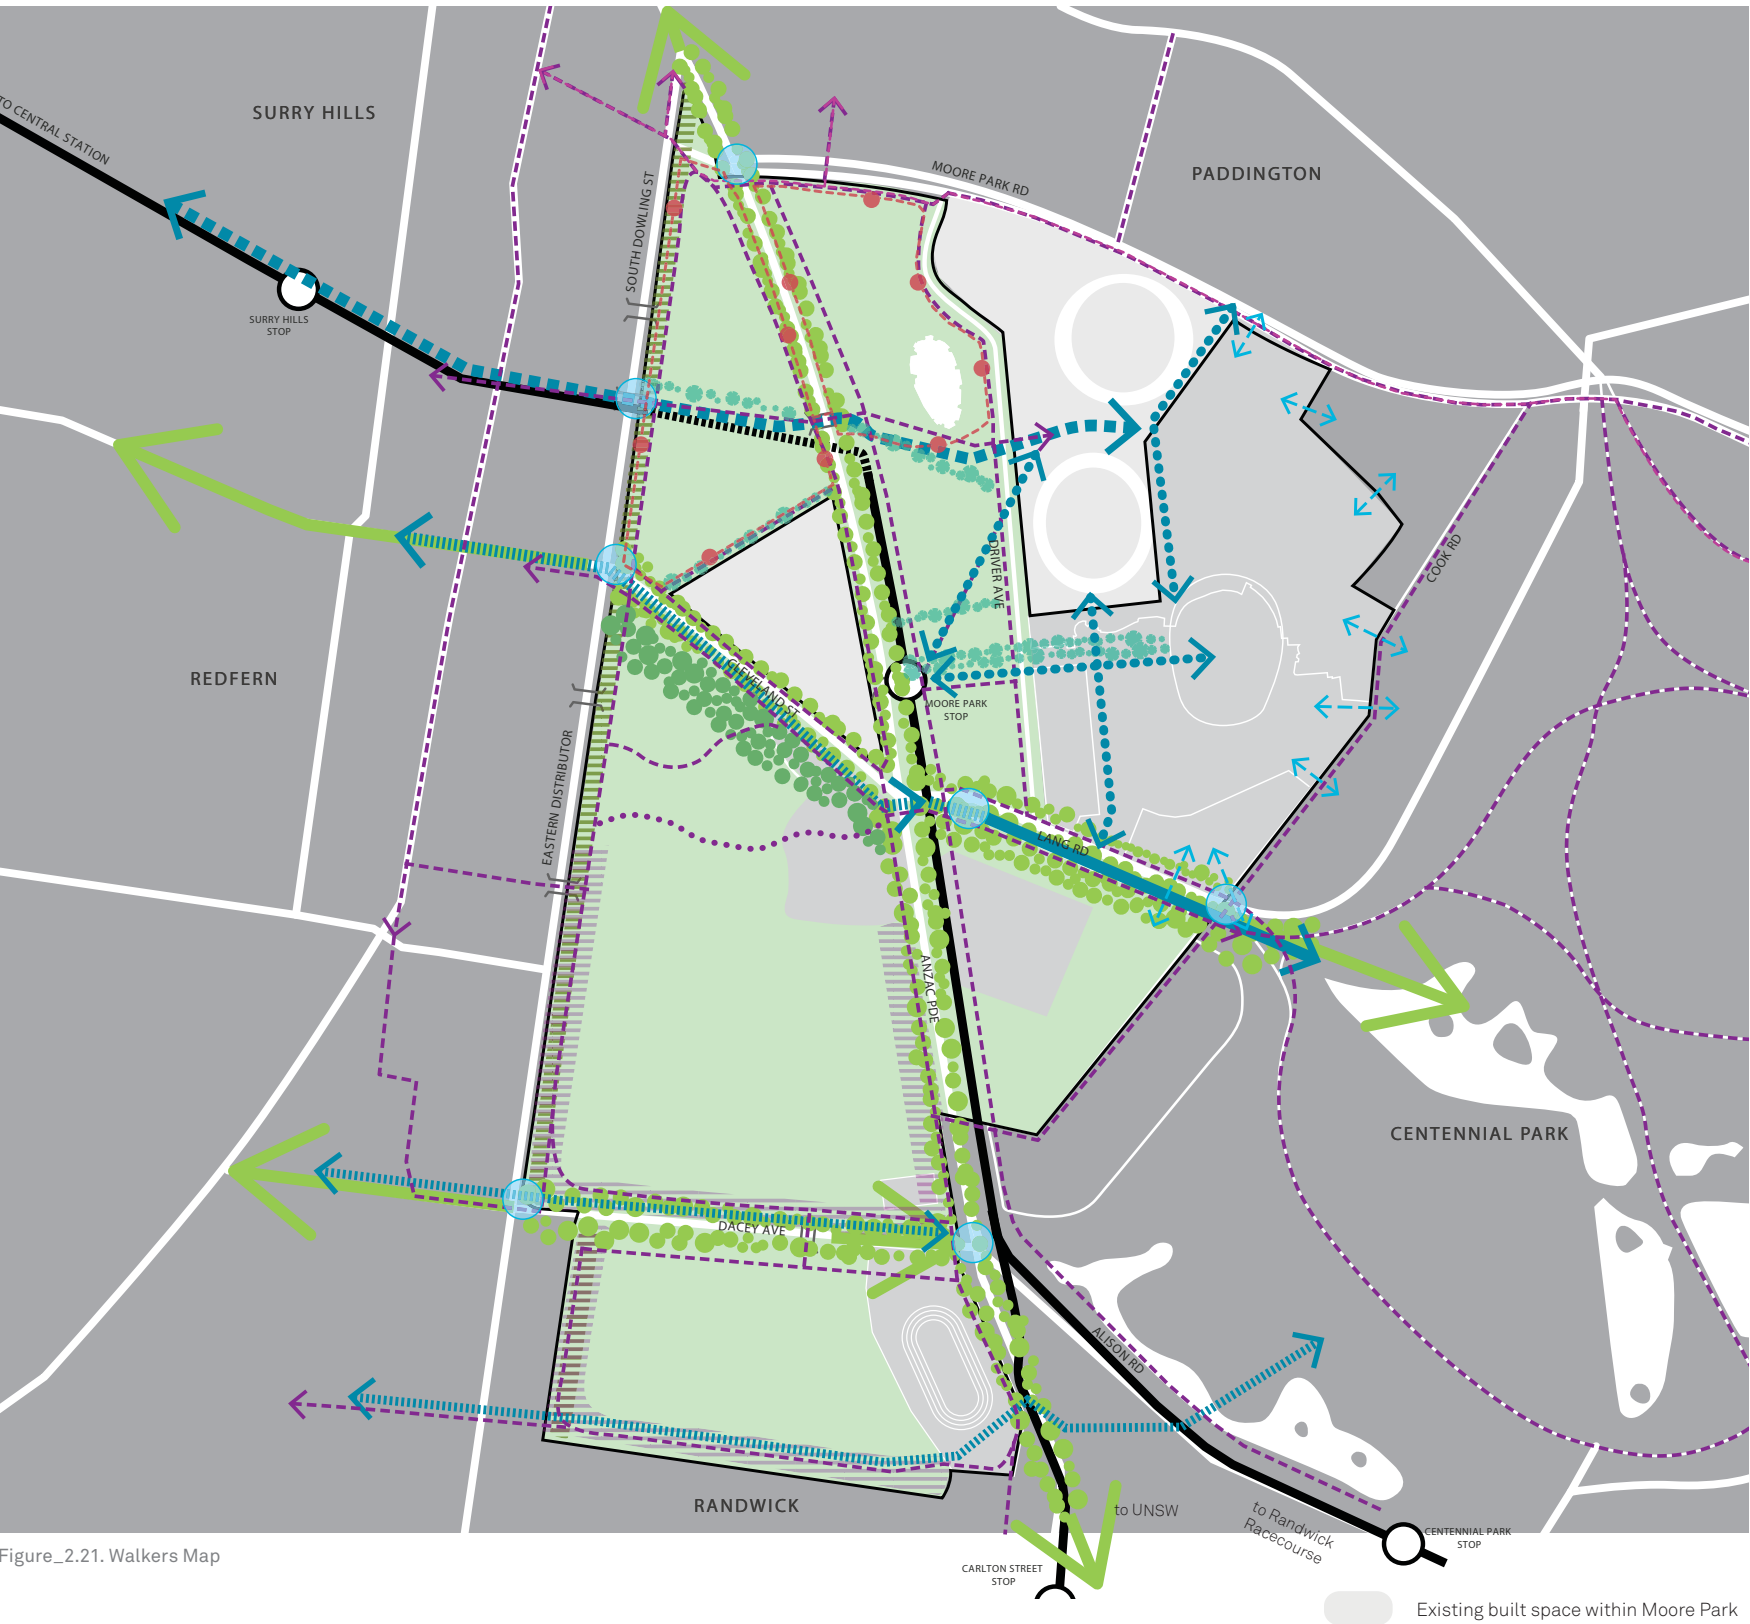 SURRY HILLS
TO CENTRAL STATION
PADDINGTON
MOORE PARK RD
SOUTH DOWLING ST
SURRY HILLS
STOP
DRIVER AVE
COOK RD
REDFERN
CLEVELAND ST
MOORE PARK
STOP
EASTERN DISTRIBUTOR
LANG RD
ANZAC PDE
CENTENNIAL PARK
DACEY AVE
ALISON RD
RANDWICK
to UNSW
to Randwick
Racecourse
CENTENNIAL PARK
STOP
Figure_2.21. Walkers Map
CARLTON STREET
STOP
Existing built space within Moore Park